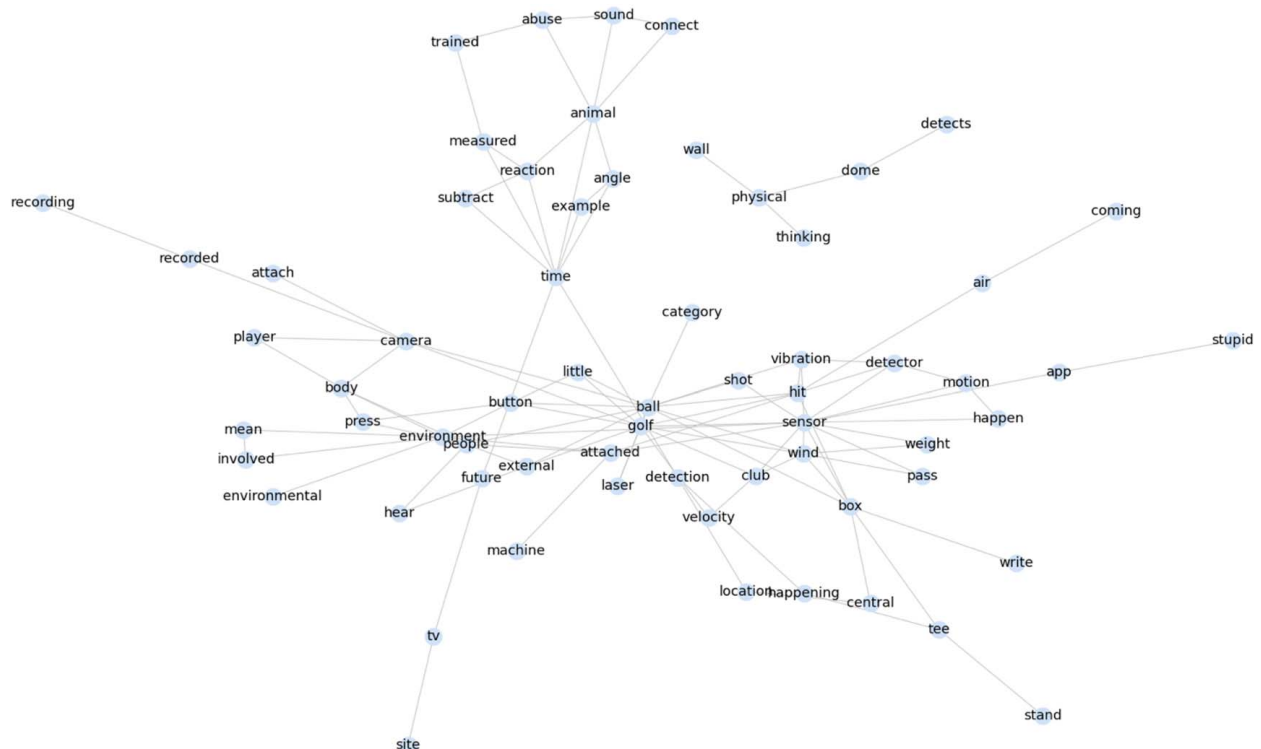 sound
abuse
connect
trained
animal
detects
measured
wall
reaction
dome
angle
subtract
physical
recording
example
coming
thinking
recorded
attach
time
air
category
player
camera
stupid
vibration
detector
little
app
shot
motion
body
hit
button
ball
press
happen
sensor
golf
mean
environment
people
weight
attached
wind
involved
external
future
detection
club
pass
laser
environmental
box
hear
velocity
machine
write
location
happening
central
tee
tv
stand
site